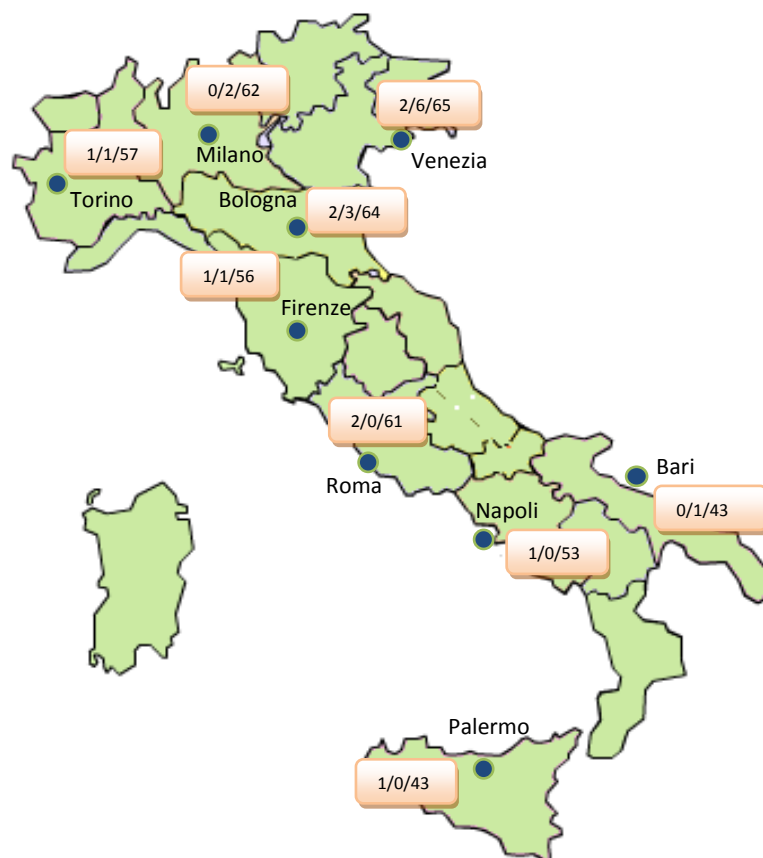 0/2/62
Milano
2/6/65
Venezia
1/1/57
Torino
Bologna
2/3/64
1/1/56
Firenze
2/0/61
Roma
Bari
0/1/43
Napoli
1/0/53
Palermo
1/0/43